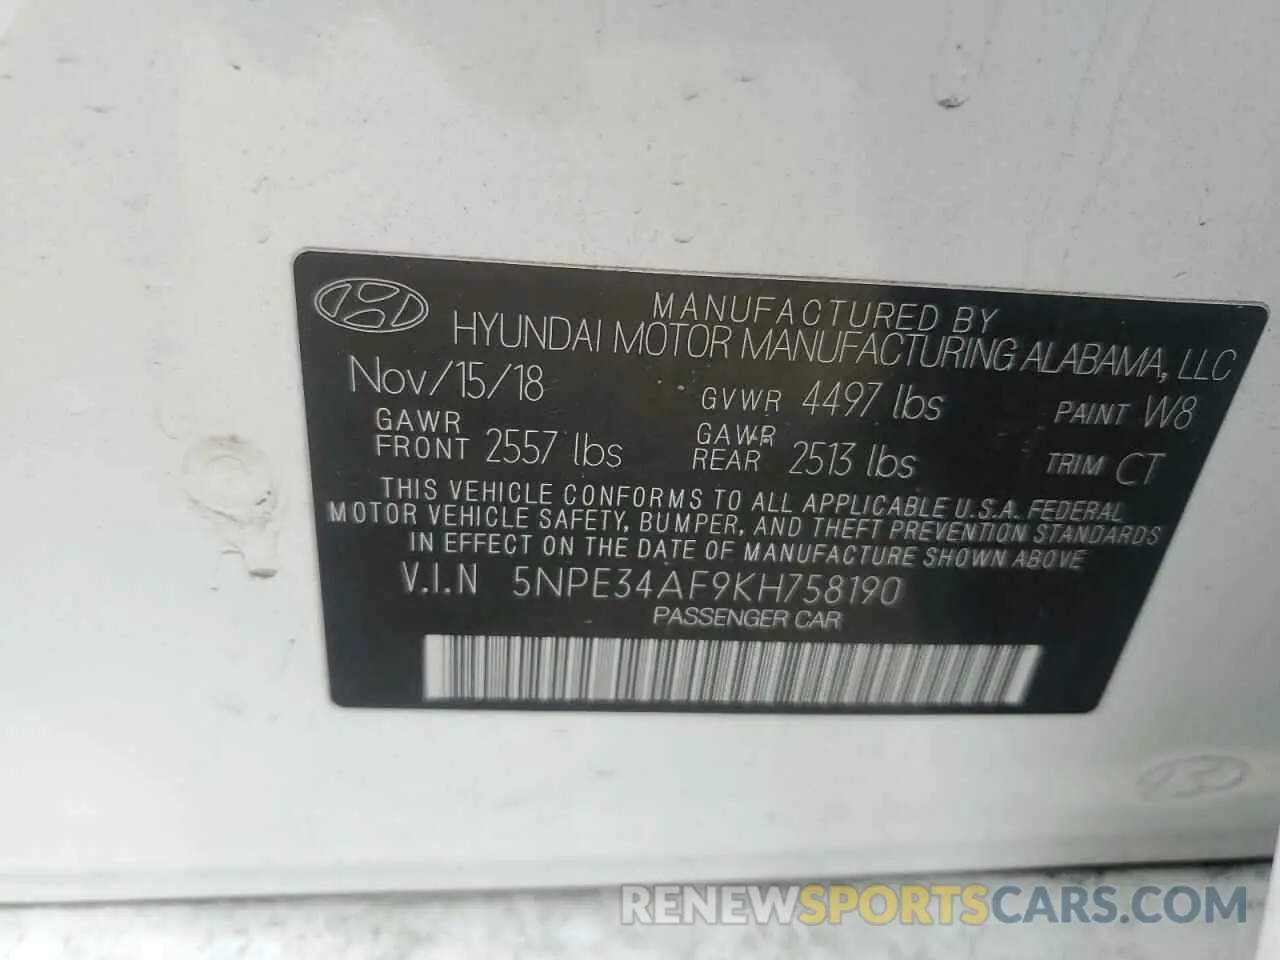 MANUFACTURED BY
HYUNDAI MOTOR MANUFACTURING ALABAMA, LLC
Nov/15/18 GVWR 4497 lbs PAINT W8
GAWR FRONT 2557 lbs GAWR REAR 2513 lbs TRIM CT
THIS VEHICLE CONFORMS TO ALL APPLICABLE U.S.A. FEDERAL
MOTOR VEHICLE SAFETY, BUMPER, AND THEFT PREVENTION STANDARDS
IN EFFECT ON THE DATE OF MANUFACTURE SHOWN ABOVE
V.I.N 5NPE34AF9KH758190
PASSENGER CAR
RENEWSPORTSCARS.COM